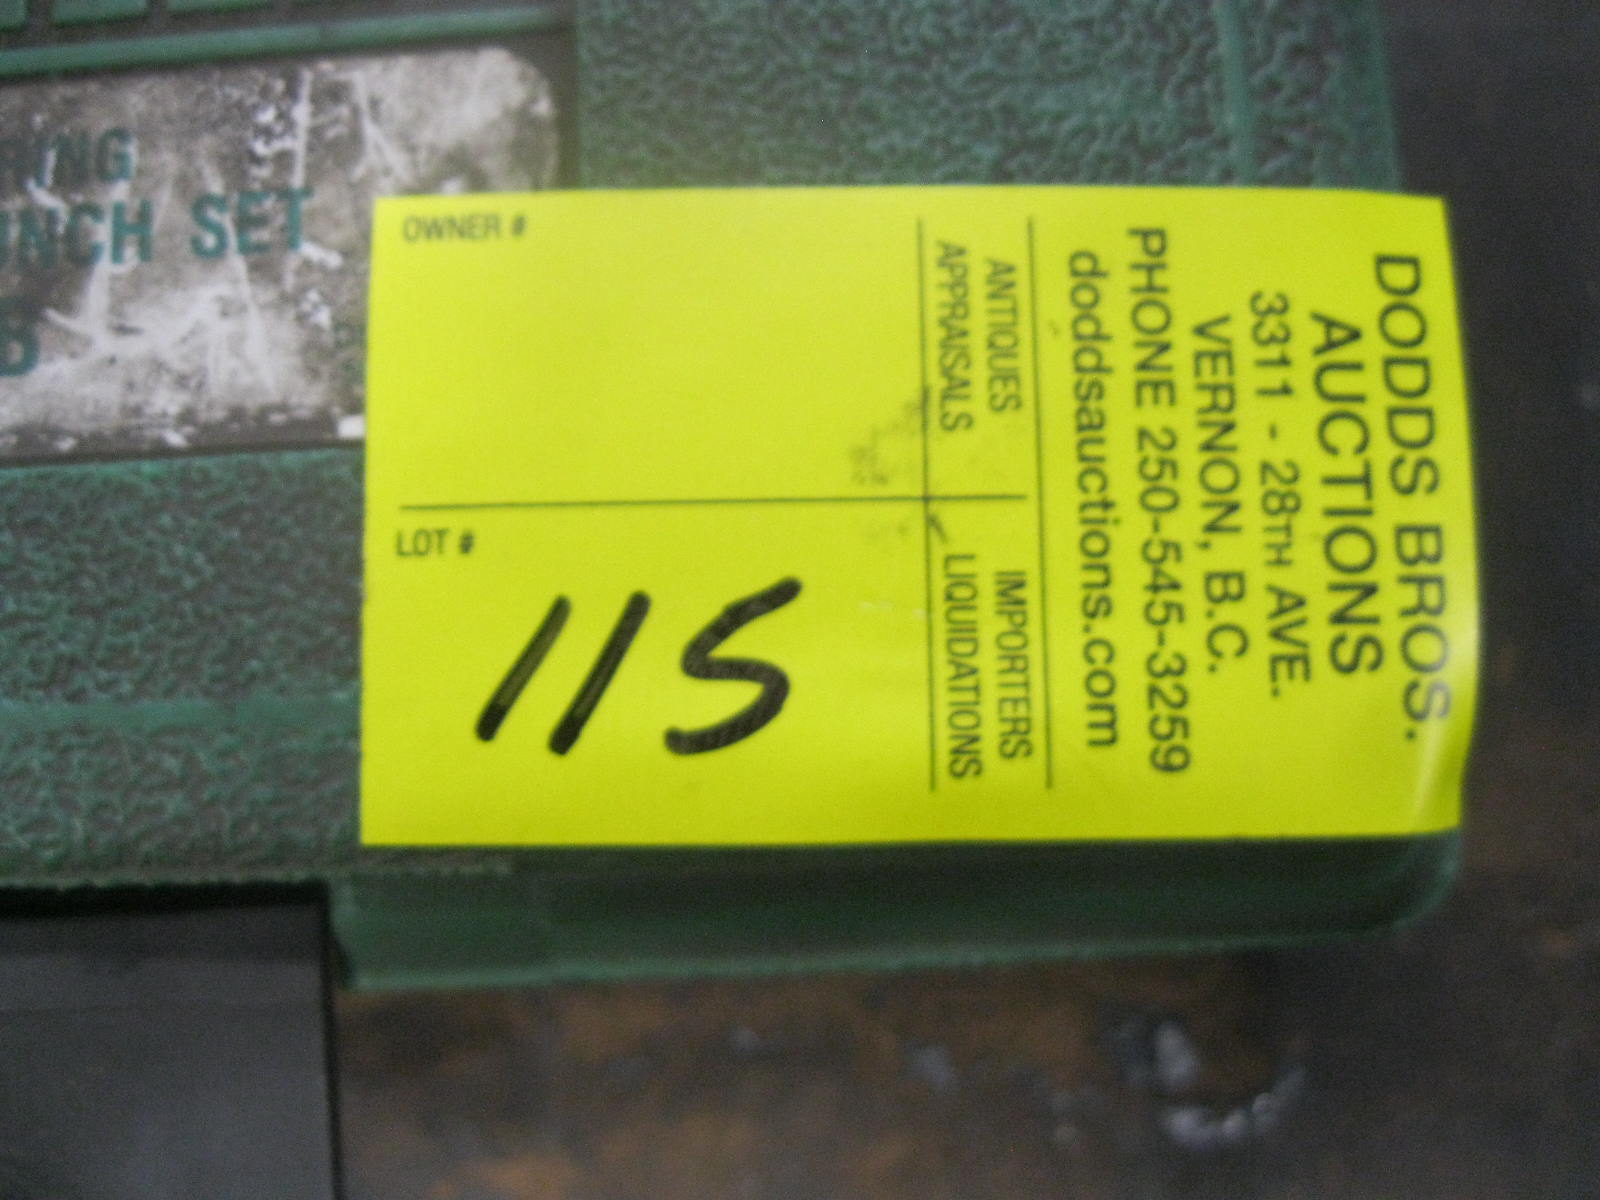 PUNCH SET
DODDS BROS.
AUCTIONS
3311 - 28TH AVE.
VERNON, B.C.
PHONE 250-545-3259
doddsauctions.com
ANTIQUES
APPRAISALS
IMPORTERS
LIQUIDATIONS
OWNER #
LOT #
115